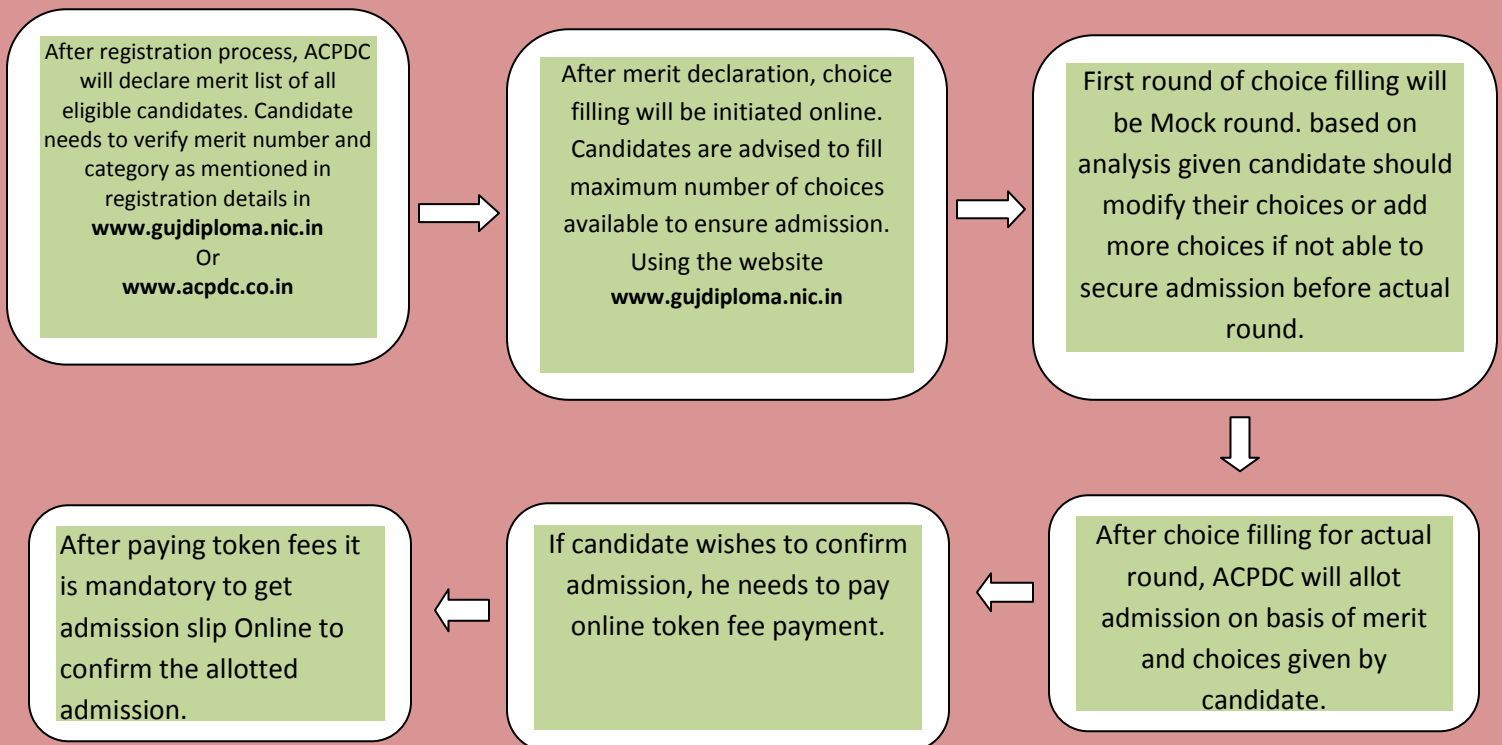 After registration process, ACPDC
will declare merit list of all
eligible candidates. Candidate
needs to verify merit number and
category as mentioned in
registration details in
www.gujdiploma.nic.in
Or
www.acpdc.co.in
After merit declaration, choice
filling will be initiated online.
Candidates are advised to fill
maximum number of choices
available to ensure admission.
Using the website
www.gujdiploma.nic.in
First round of choice filling will
be Mock round. based on
analysis given candidate should
modify their choices or add
more choices if not able to
secure admission before actual
round.
After choice filling for actual
round, ACPDC will allot
admission on basis of merit
and choices given by
candidate.
If candidate wishes to confirm
admission, he needs to pay
online token fee payment.
After paying token fees it
is mandatory to get
admission slip Online to
confirm the allotted
admission.